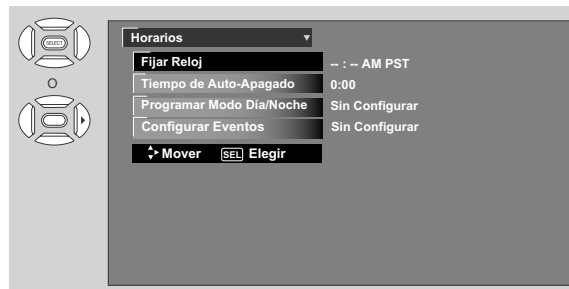 Horarios
Fijar Reloj -- : -- AM PST
Tiempo de Auto-Apagado 0:00
Programar Modo Día/Noche Sin Configurar
Configurar Eventos Sin Configurar
Mover SEL Elegir
SELECT
O